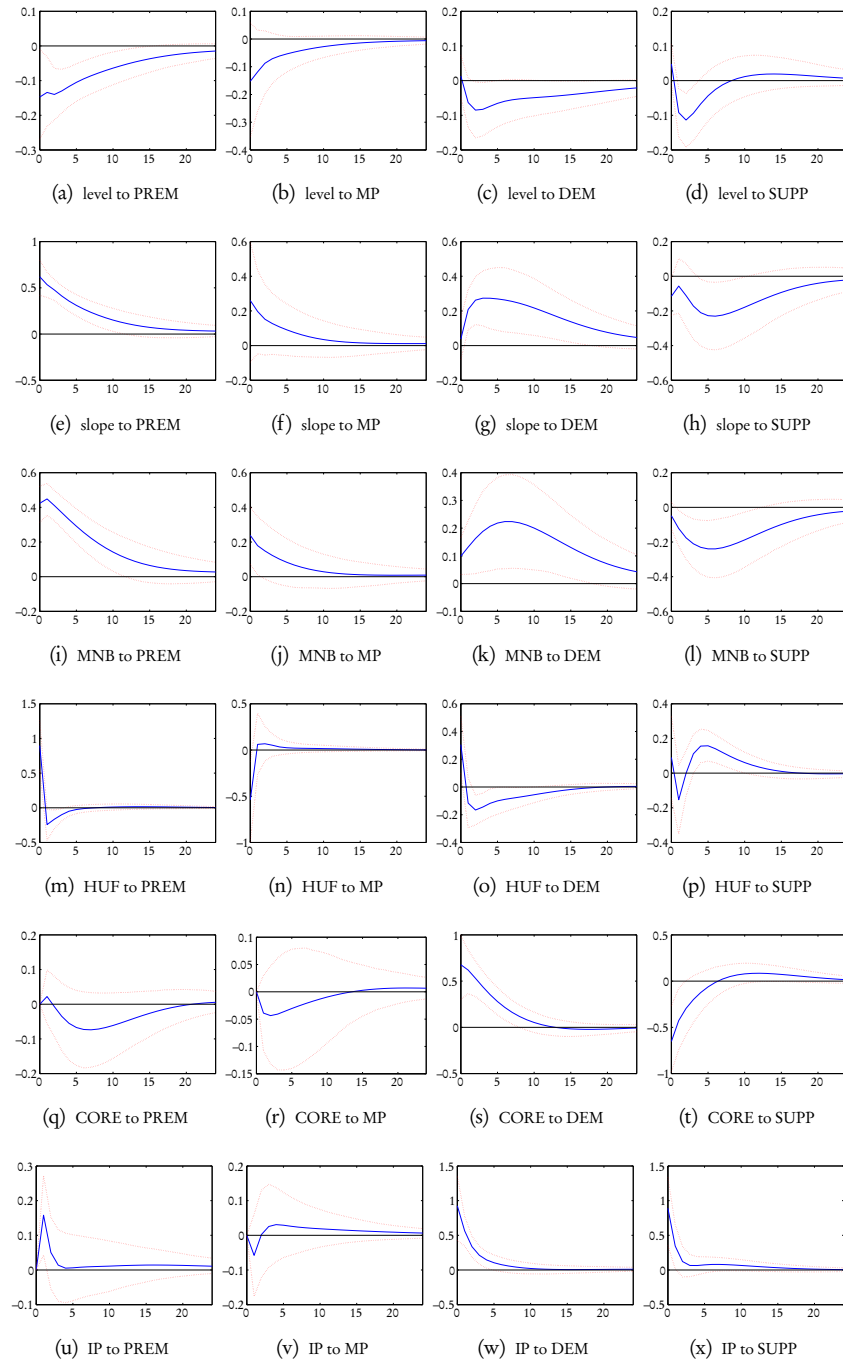 0.1 0 −0.1 −0.2 −0.3
0 5 10 15 20
(a) level to PREM
0.1 0 −0.1 −0.2 −0.3 −0.4
0 5 10 15 20
(b) level to MP
0.2 0.1 0 −0.1 −0.2
0 5 10 15 20
(c) level to DEM
0.2 0.1 0 −0.1 −0.2
0 5 10 15 20
(d) level to SUPP
1 0.5 0 −0.5
0 5 10 15 20
(e) slope to PREM
0.6 0.4 0.2 0 −0.2
0 5 10 15 20
(f) slope to MP
0.6 0.4 0.2 0 −0.2
0 5 10 15 20
(g) slope to DEM
0.2 0 −0.2 −0.4 −0.6
0 5 10 15 20
(h) slope to SUPP
0.6 0.4 0.2 0 −0.2
0 5 10 15 20
(i) MNB to PREM
0.6 0.4 0.2 0 −0.2
0 5 10 15 20
(j) MNB to MP
0.4 0.3 0.2 0.1 0 −0.1
0 5 10 15 20
(k) MNB to DEM
0.2 0 −0.2 −0.4 −0.6
0 5 10 15 20
(l) MNB to SUPP
1.5 1 0.5 0 −0.5
0 5 10 15 20
(m) HUF to PREM
1 0.5 0 −0.5 −1
0 5 10 15 20
(n) HUF to MP
0.6 0.4 0.2 0 −0.2 −0.4
0 5 10 15 20
(o) HUF to DEM
0.4 0.2 0 −0.2 −0.4
0 5 10 15 20
(p) HUF to SUPP
0.2 0.1 0 −0.1 −0.2
0 5 10 15 20
(q) CORE to PREM
0.1 0.05 0 −0.05 −0.1 −0.15
0 5 10 15 20
(r) CORE to MP
1 0.5 0 −0.5
0 5 10 15 20
(s) CORE to DEM
0.5 0 −0.5 −1
0 5 10 15 20
(t) CORE to SUPP
0.3 0.2 0.1 0 −0.1
0 5 10 15 20
(u) IP to PREM
0.2 0.1 0 −0.1 −0.2
0 5 10 15 20
(v) IP to MP
1.5 1 0.5 0 −0.5
0 5 10 15 20
(w) IP to DEM
1.5 1 0.5 0 −0.5
0 5 10 15 20
(x) IP to SUPP